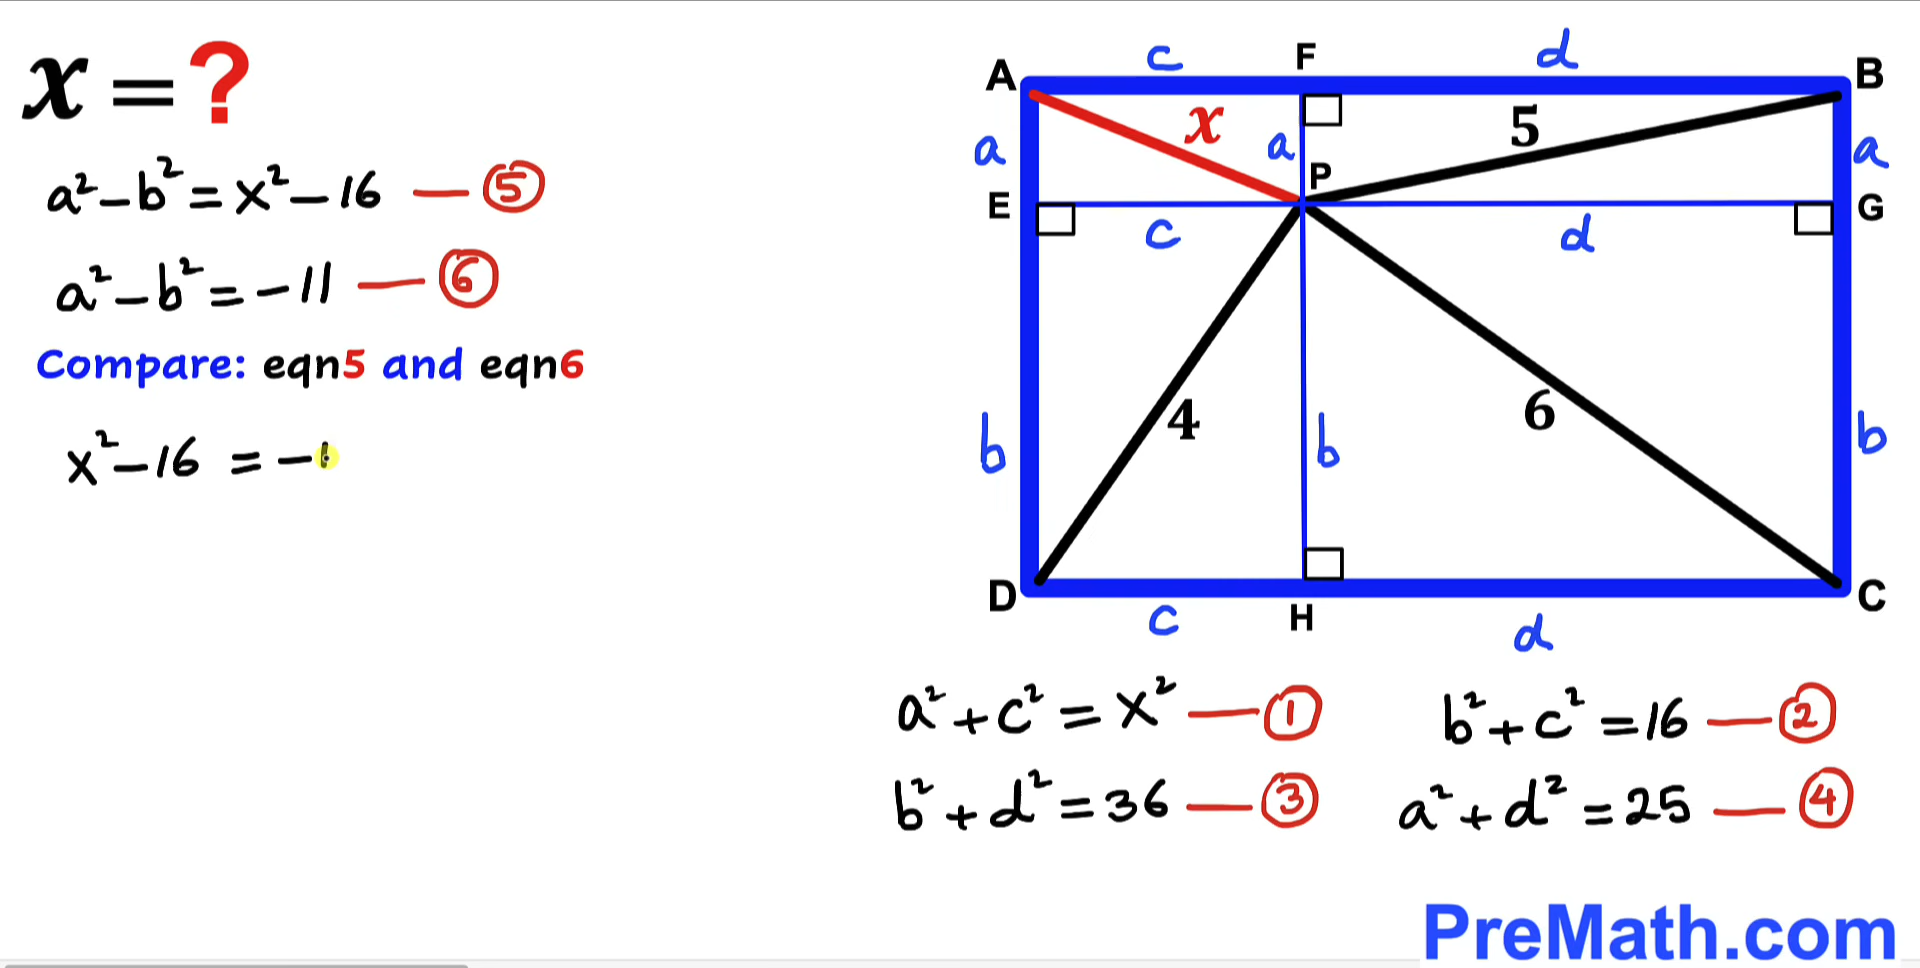 x = ?
a² − b² = x² − 16 — ⑤
a² − b² = −11 — ⑥
Compare: eqn5 and eqn6
x² − 16 = −
A c F d B
x 5
a a P a
E G
c d
4 6
b b b
D C
c H d
a² + c² = x² — ① b² + c² = 16 — ②
b² + d² = 36 — ③ a² + d² = 25 — ④
PreMath.com